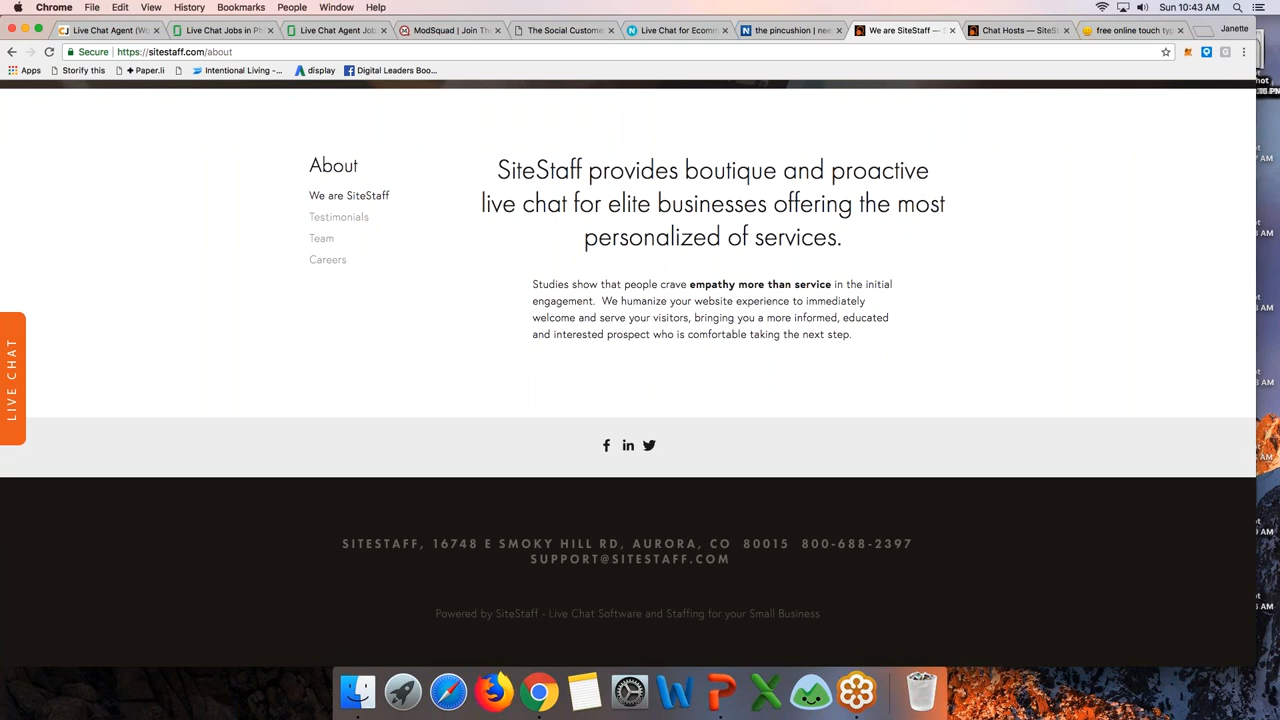 Chrome File Edit View History Bookmarks People Window Help
Sun 10:43 AM
Live Chat Agent (Wo
Live Chat Jobs in Ph
Live Chat Agent Job
ModSquad | Join Th
The Social Custome
Live Chat for Ecomm
the pincushion | nee
We are SiteStaff —
Chat Hosts — SiteSt
free online touch typ
Janette
Secure https://sitestaff.com/about
Apps Storify this + Paper.li Intentional Living -... display Digital Leaders Boo...
About
We are SiteStaff
Testimonials
Team
Careers
SiteStaff provides boutique and proactive
live chat for elite businesses offering the most
personalized of services.
Studies show that people crave empathy more than service in the initial
engagement. We humanize your website experience to immediately
welcome and serve your visitors, bringing you a more informed, educated
and interested prospect who is comfortable taking the next step.
LIVE CHAT
SITESTAFF, 16748 E SMOKY HILL RD, AURORA, CO 80015 800-688-2397
SUPPORT@SITESTAFF.COM
Powered by SiteStaff - Live Chat Software and Staffing for your Small Business